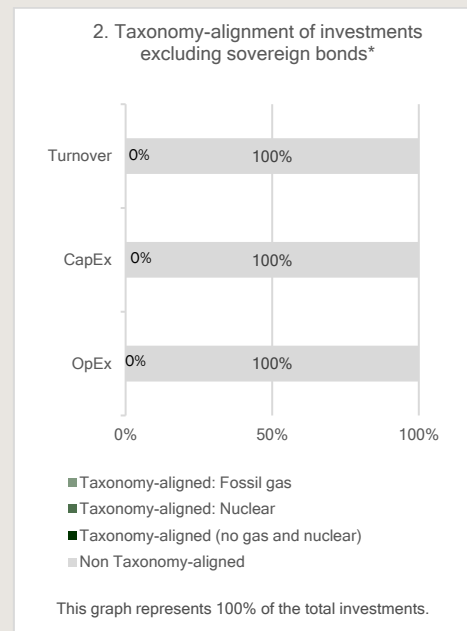 2. Taxonomy-alignment of investments
excluding sovereign bonds*
Turnover 0% 100%
CapEx 0% 100%
OpEx 0% 100%
0% 50% 100%
Taxonomy-aligned: Fossil gas
Taxonomy-aligned: Nuclear
Taxonomy-aligned (no gas and nuclear)
Non Taxonomy-aligned
This graph represents 100% of the total investments.